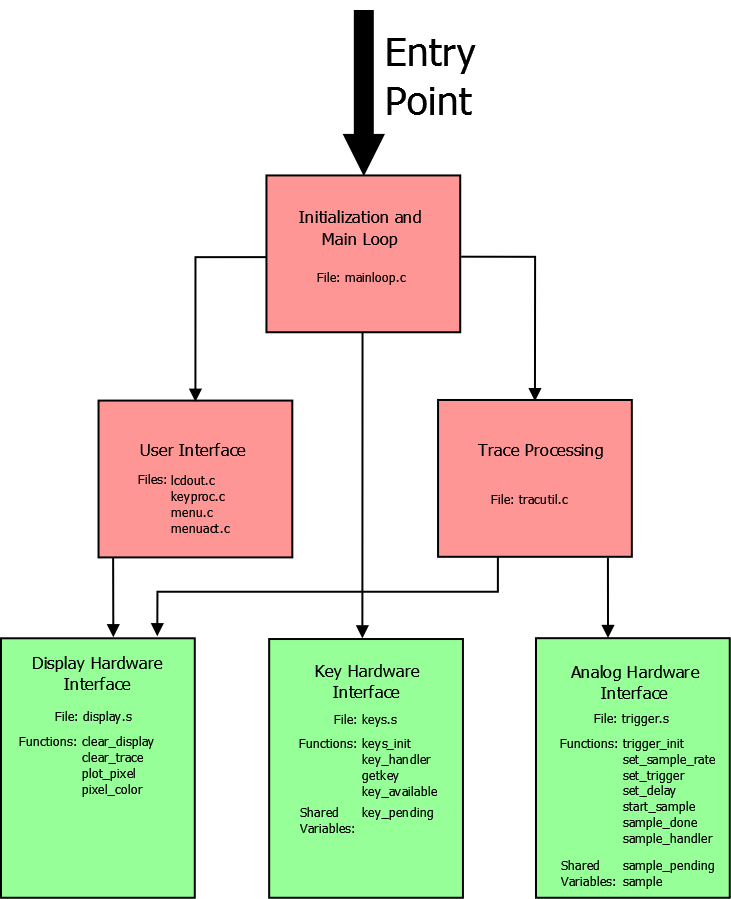 Entry
Point
Initialization and
Main Loop
File: mainloop.c
User Interface
Files: lcdout.c
keyproc.c
menu.c
menuact.c
Trace Processing
File: tracutil.c
Display Hardware
Interface
File: display.s
Functions: clear_display
clear_trace
plot_pixel
pixel_color
Key Hardware
Interface
File: keys.s
Functions: keys_init
key_handler
getkey
key_available
Shared key_pending
Variables:
Analog Hardware
Interface
File: trigger.s
Functions: trigger_init
set_sample_rate
set_trigger
set_delay
start_sample
sample_done
sample_handler
Shared sample_pending
Variables: sample